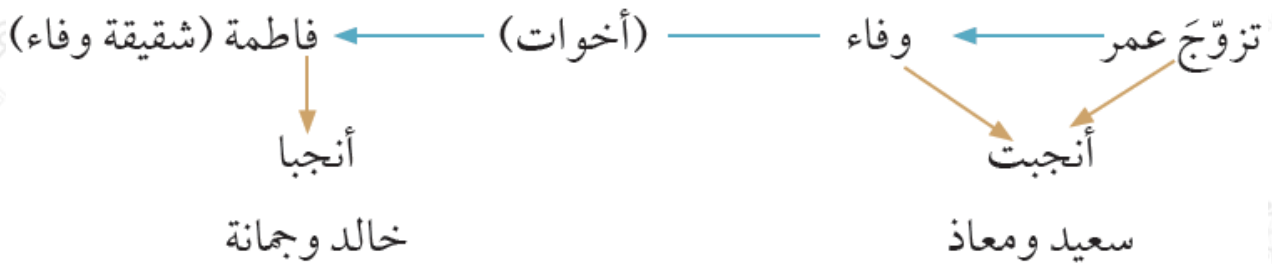 تزوّجَ عمر وفاء (أخوات) فاطمة (شقيقة وفاء)
أنجبت أنجبا
سعيد ومعاذ خالد وجمانة